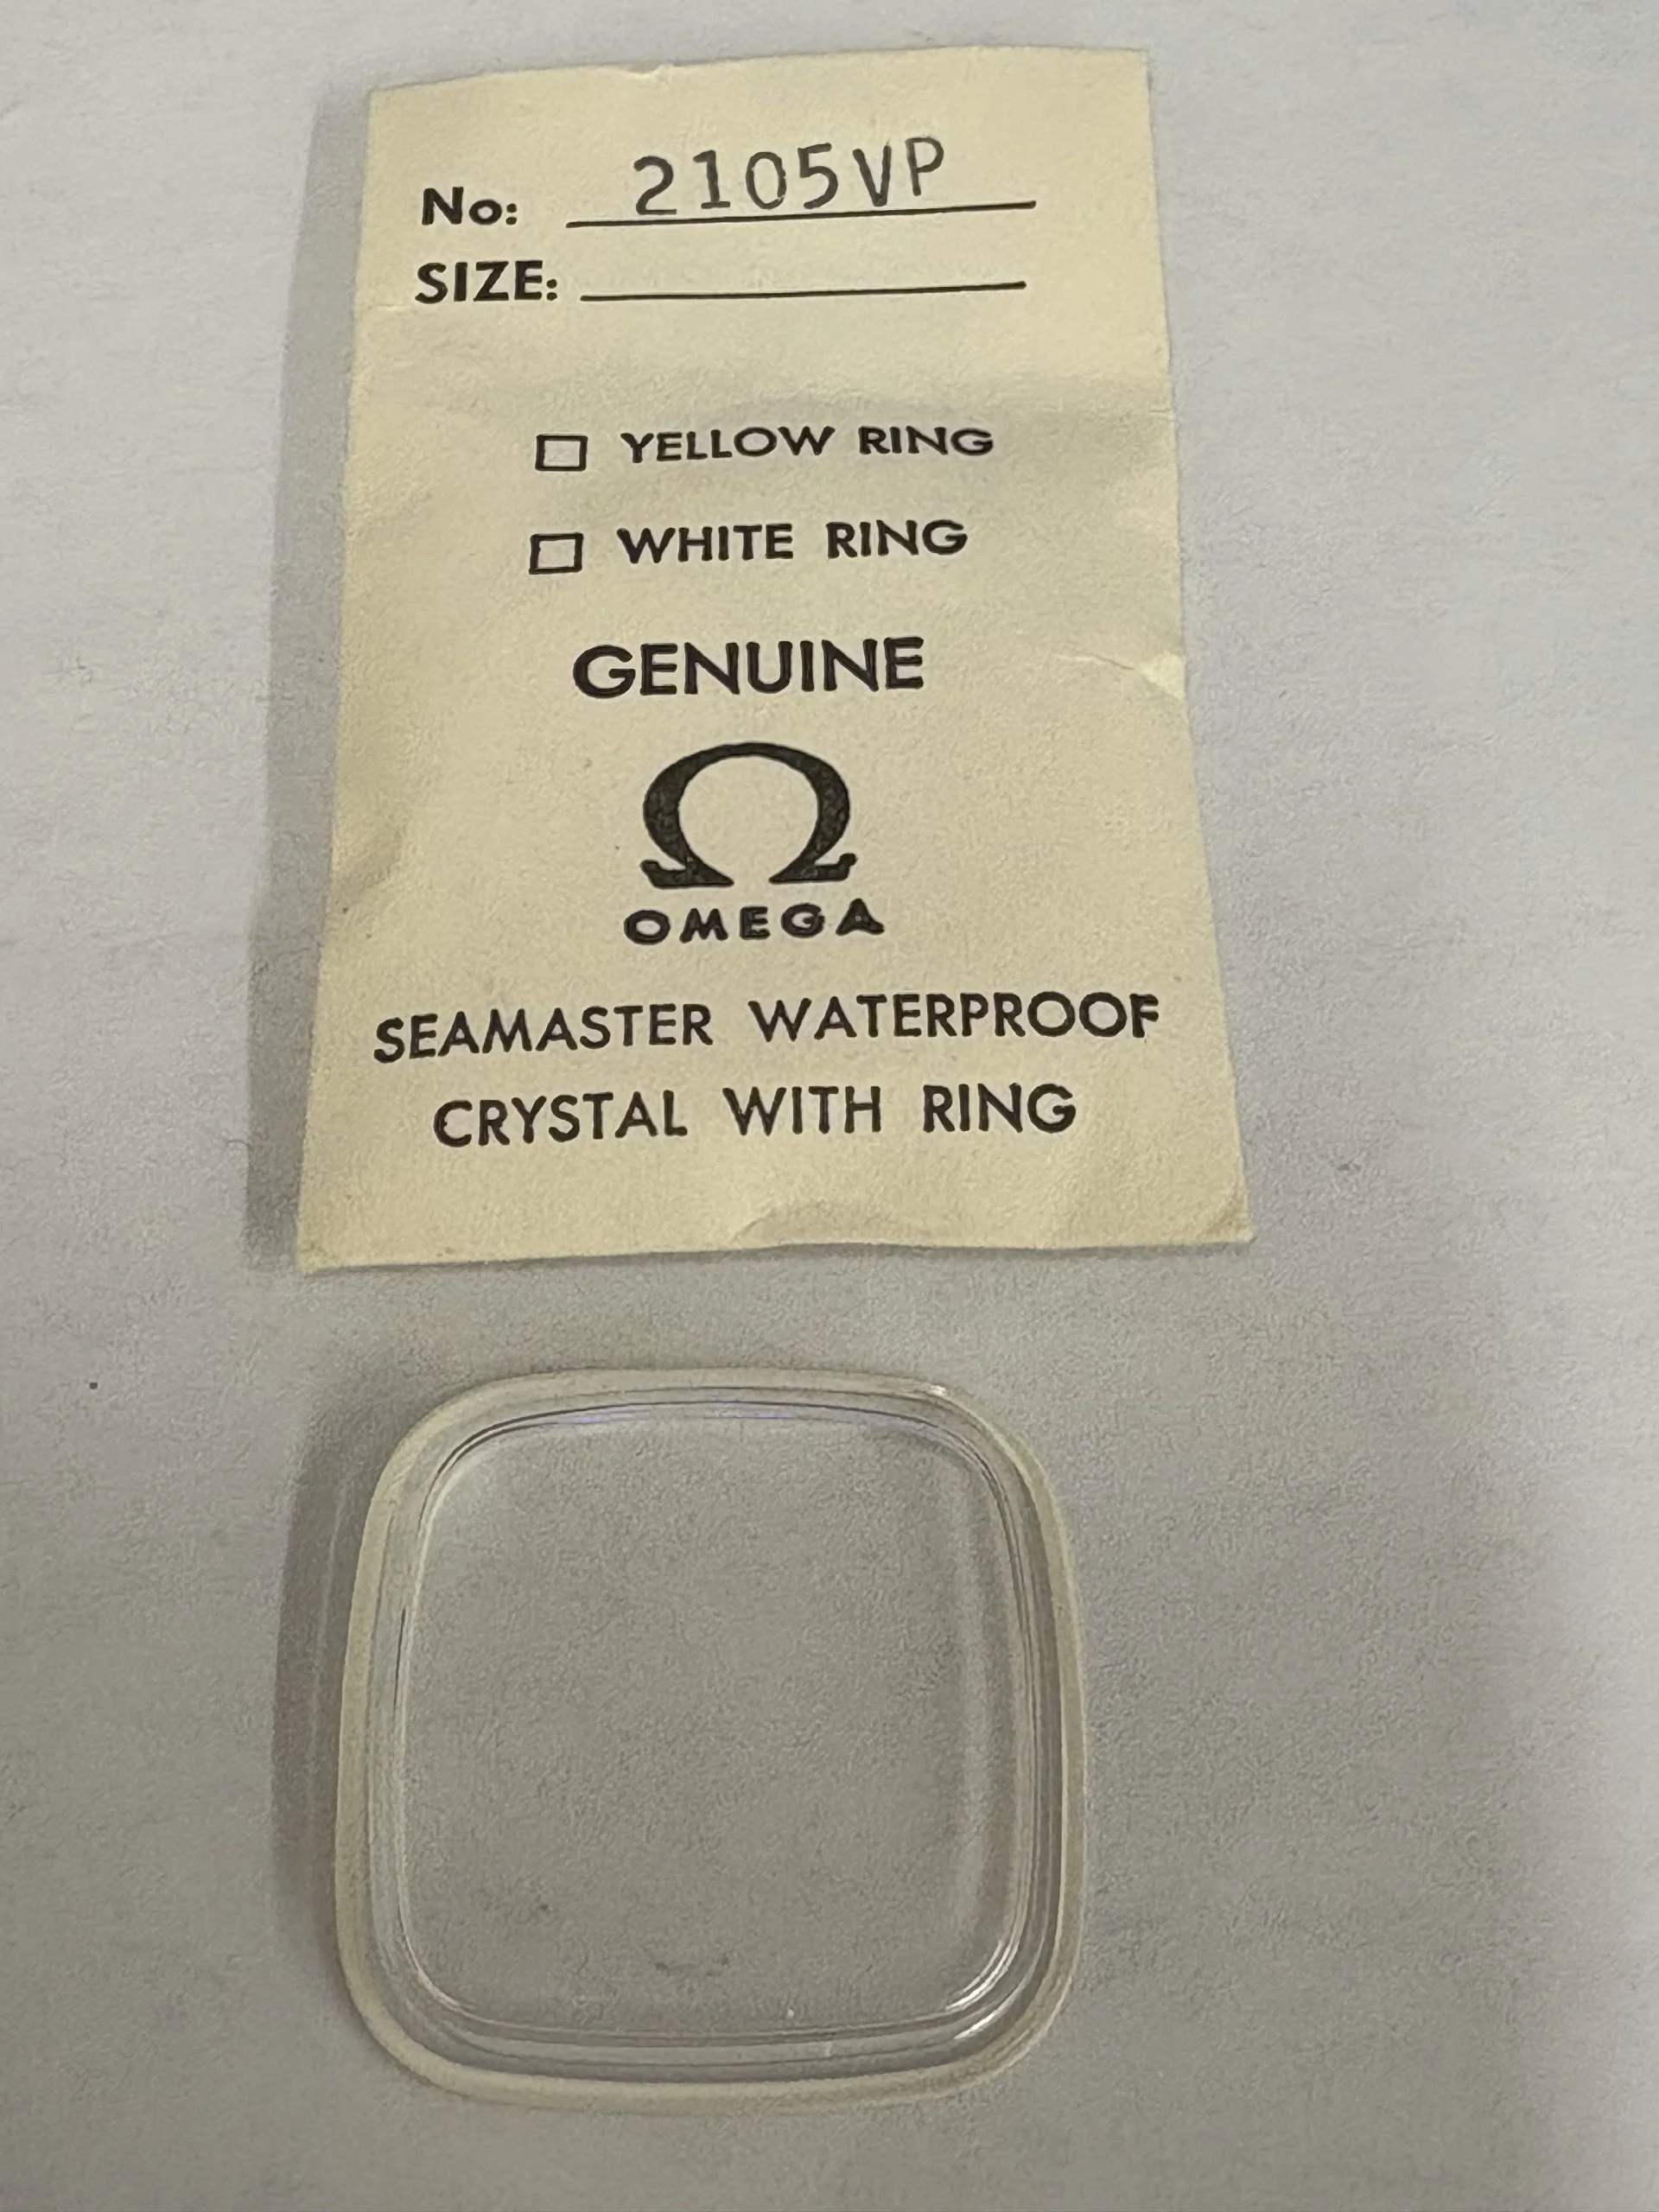 No: 2105VP
SIZE:
YELLOW RING
WHITE RING
GENUINE
Ω
OMEGA
SEAMASTER WATERPROOF
CRYSTAL WITH RING